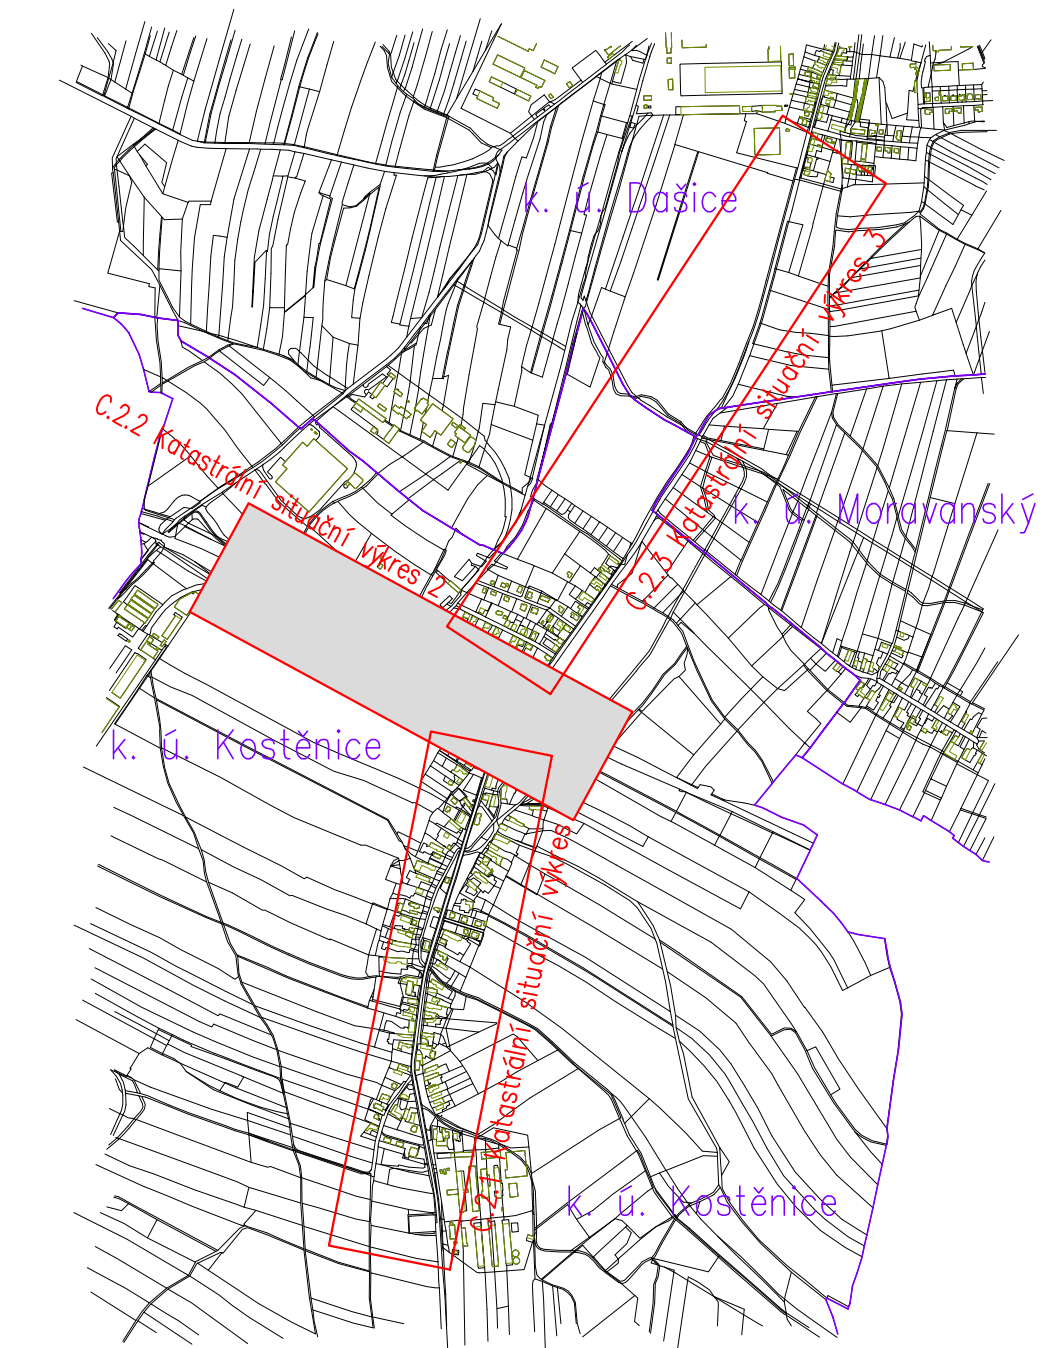 k. ú. Dašice
C.2.3 Katastrální situační výkres 3
C.2.2 Katastrální situační výkres 2
k. ú. Moravanský
k. ú. Kostěnice
C.2.1 Katastrální situační výkres
k. ú. Kostěnice